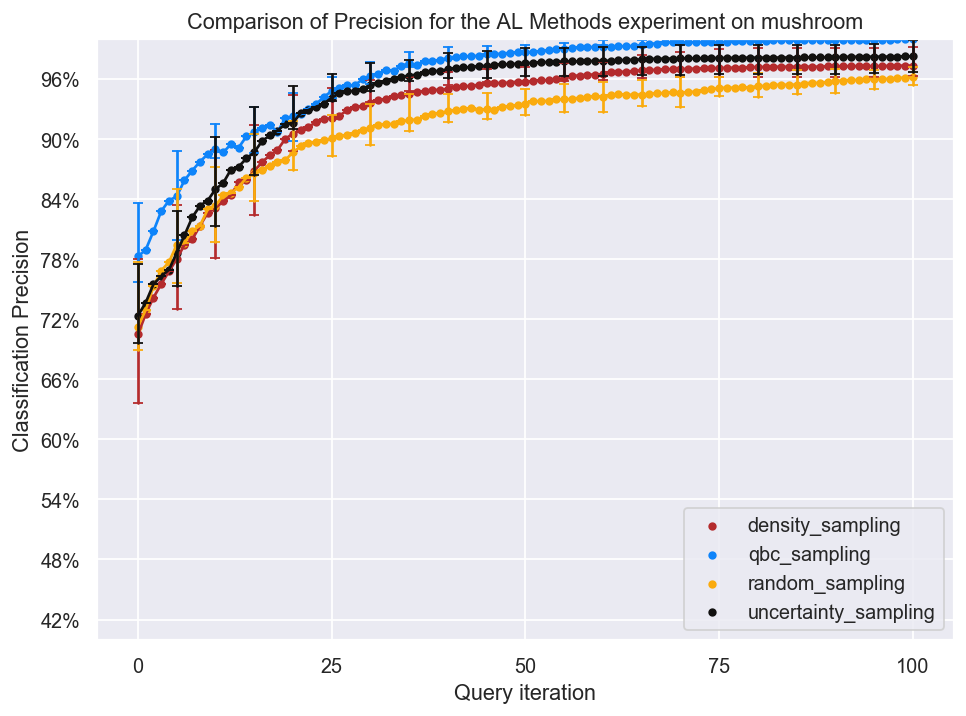 Comparison of Precision for the AL Methods experiment on mushroom
Classification Precision
96%
90%
84%
78%
72%
66%
60%
54%
48%
42%
density_sampling
qbc_sampling
random_sampling
uncertainty_sampling
0 25 50 75 100
Query iteration